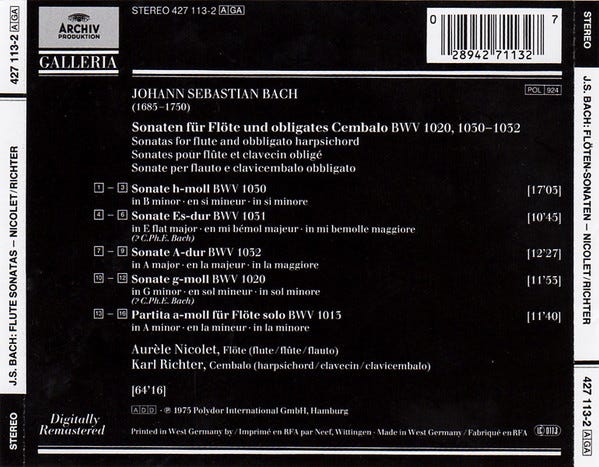 STEREO 427 113-2 AGA
ARCHIV
PRODUKTION
GALLERIA
0 28942 71132 7
POL 924
JOHANN SEBASTIAN BACH
(1685–1750)
Sonaten für Flöte und obligates Cembalo BWV 1020, 1030–1032
Sonatas for flute and obbligato harpsichord
Sonates pour flûte et clavecin obligé
Sonate per flauto e clavicembalo obbligato
1 – 3 Sonate h-moll BWV 1030 [17'03]
in B minor · en si mineur · in si minore
4 – 6 Sonate Es-dur BWV 1031 [10'45]
in E flat major · en mi bémol majeur · in mi bemolle maggiore
(? C.Ph.E. Bach)
7 – 9 Sonate A-dur BWV 1032 [12'27]
in A major · en la majeur · in la maggiore
10 – 12 Sonate g-moll BWV 1020 [11'53]
in G minor · en sol mineur · in sol minore
(? C.Ph.E. Bach)
13 – 16 Partita a-moll für Flöte solo BWV 1013 [11'40]
in A minor · en la mineur · in la minore
Aurèle Nicolet, Flöte (flute/flûte/flauto)
Karl Richter, Cembalo (harpsichord/clavecin/clavicembalo)
[64'16]
ADD · ℗ 1973 Polydor International GmbH, Hamburg
Digitally
Remastered
Printed in West Germany by / Imprimé en RFA par Neef, Wittingen · Made in West Germany / Fabriqué en RFA
LC 0113
STEREO J.S. BACH: FLUTE SONATAS – NICOLET/RICHTER 427 113-2 AGA
STEREO J.S. BACH: FLÖTEN-SONATEN – NICOLET/RICHTER 427 113-2 AGA